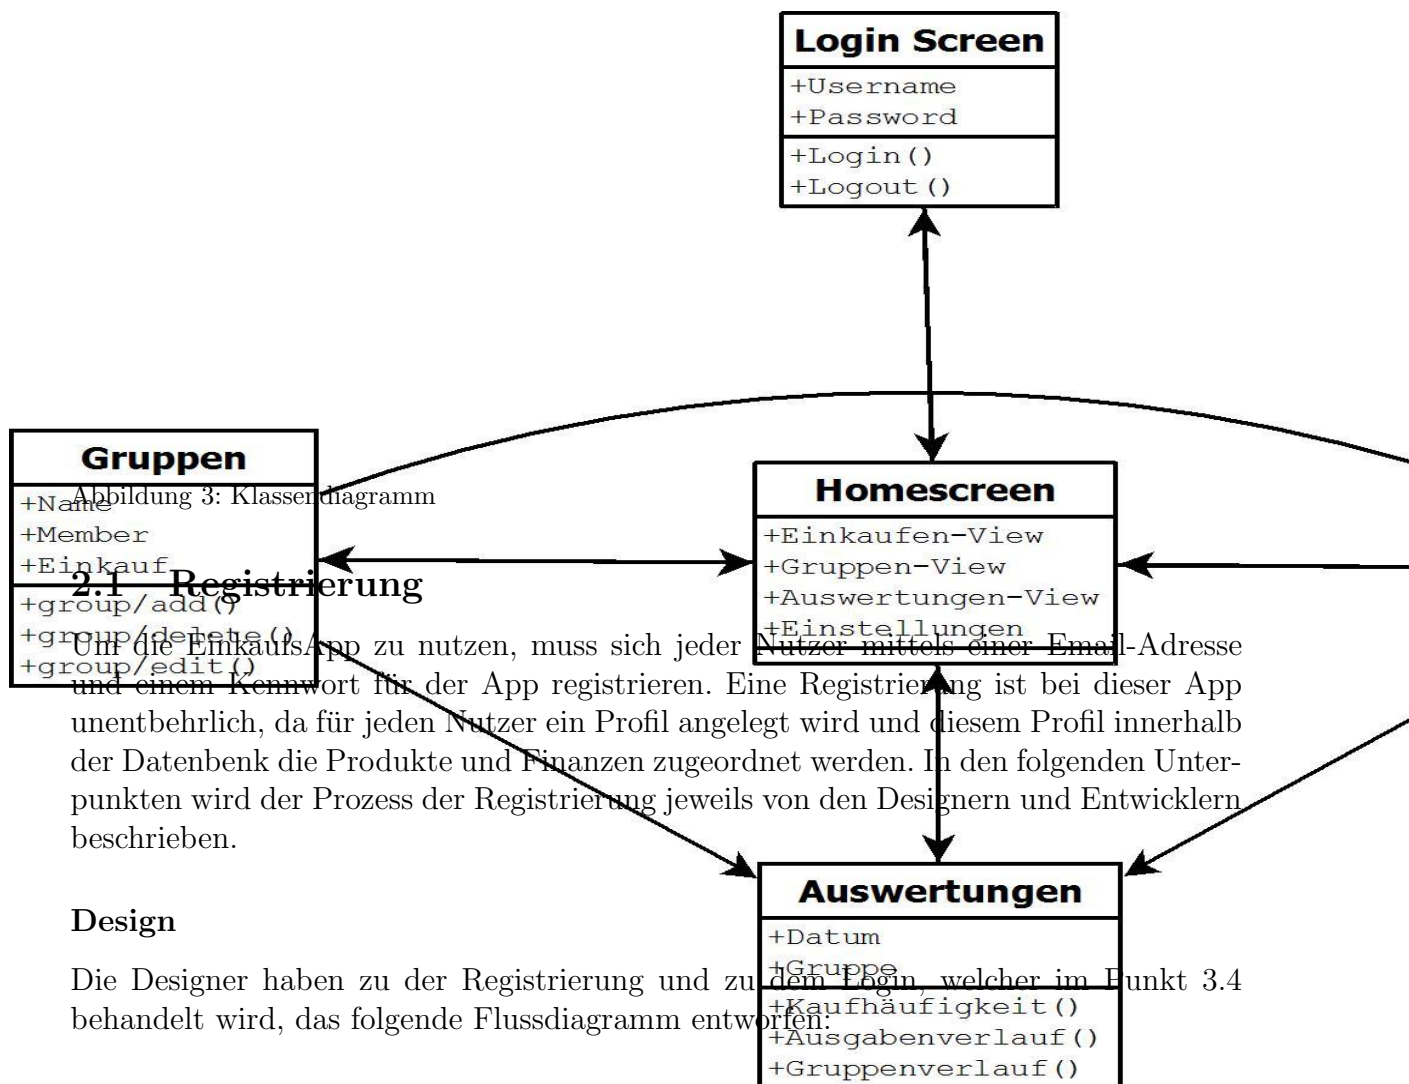 Login Screen
+Username
+Password
+Login()
+Logout()
Gruppen
+Name
+Member
+Einkauf
+group/add()
+group/delete()
+group/edit()
Homescreen
+Einkaufen-View
+Gruppen-View
+Auswertungen-View
+Einstellungen
Abbildung 3: Klassendiagramm
2.1 Registrierung
Um die EinkaufsApp zu nutzen, muss sich jeder Nutzer mittels einer Email-Adresse
und einem Kennwort für der App registrieren. Eine Registrierung ist bei dieser App
unentbehrlich, da für jeden Nutzer ein Profil angelegt wird und diesem Profil innerhalb
der Datenbenk die Produkte und Finanzen zugeordnet werden. In den folgenden Unter-
punkten wird der Prozess der Registrierung jeweils von den Designern und Entwicklern
beschrieben.
Design
Die Designer haben zu der Registrierung und zu dem Login, welcher im Punkt 3.4
behandelt wird, das folgende Flussdiagramm entworfen:
Auswertungen
+Datum
+Gruppe
+Kaufhäufigkeit()
+Ausgabenverlauf()
+Gruppenverlauf()